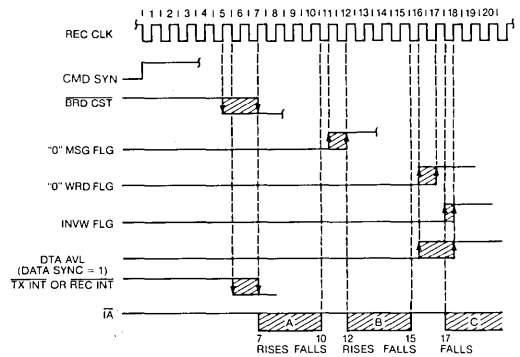 1 2 3 4 5 6 7 8 9 10 11 12 13 14 15 16 17 18 19 20
REC CLK
CMD SYN
BRD CST
"0" MSG FLG
"0" WRD FLG
INVW FLG
DTA AVL
(DATA SYNC = 1)
TX INT OR REC INT
IA A B C
7 10 12 15 17
RISES FALLS RISES FALLS FALLS